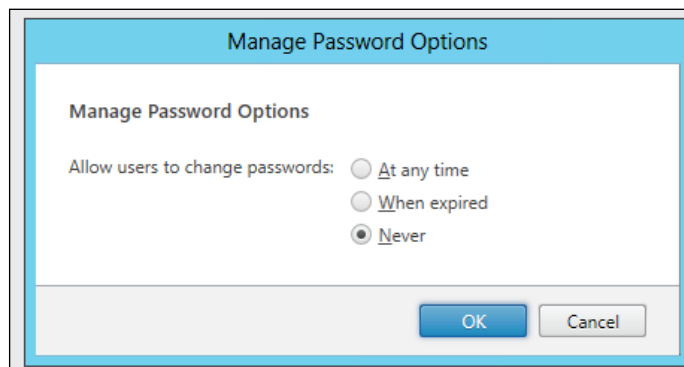 Manage Password Options
Manage Password Options
Allow users to change passwords: At any time
When expired
Never
OK Cancel